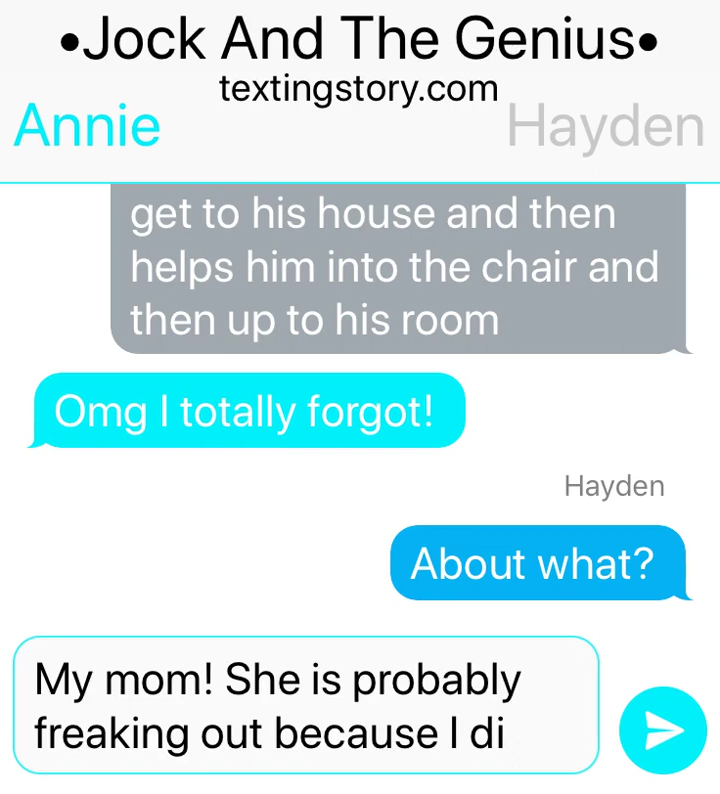 •Jock And The Genius•
textingstory.com
Annie
Hayden
get to his house and then
helps him into the chair and
then up to his room
Omg I totally forgot!
Hayden
About what?
My mom! She is probably
freaking out because I di